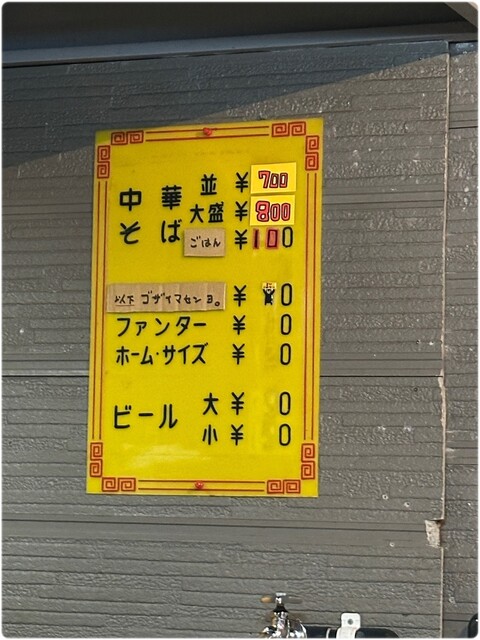 中華そば 並 ¥700
大盛 ¥800
ごはん ¥100
以下 ゴザイマセンヨ。 ¥ 0
ファンター ¥ 0
ホーム・サイズ ¥ 0
ビール 大 ¥ 0
小 ¥ 0